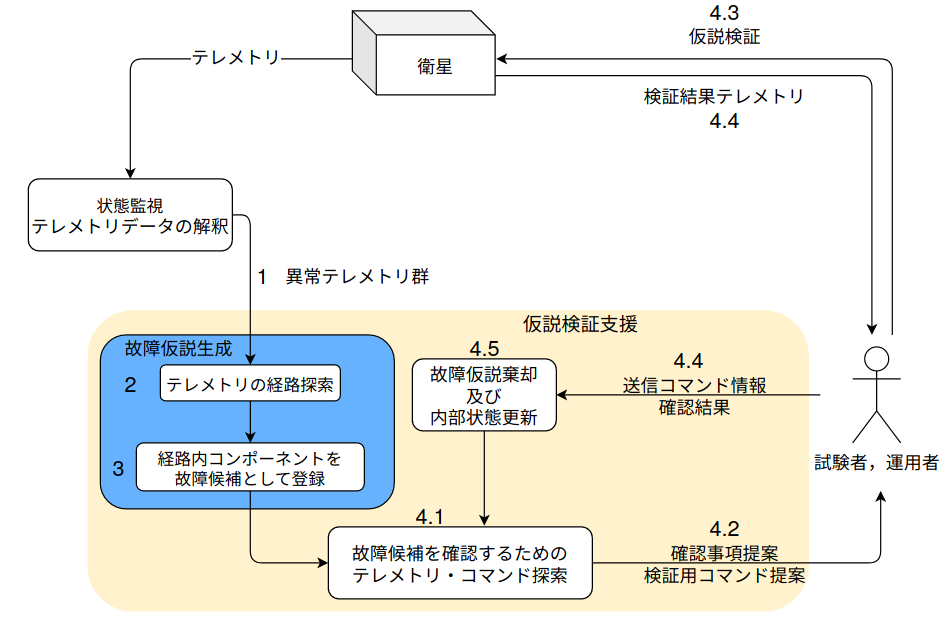 4.3
仮説検証
テレメトリ
衛星
検証結果テレメトリ
4.4
状態監視
テレメトリデータの解釈
1 異常テレメトリ群
仮説検証支援
故障仮説生成
2 テレメトリの経路探索
3 経路内コンポーネントを
故障候補として登録
4.5
故障仮説棄却
及び
内部状態更新
4.4
送信コマンド情報
確認結果
試験者，運用者
4.1
故障候補を確認するための
テレメトリ・コマンド探索
4.2
確認事項提案
検証用コマンド提案